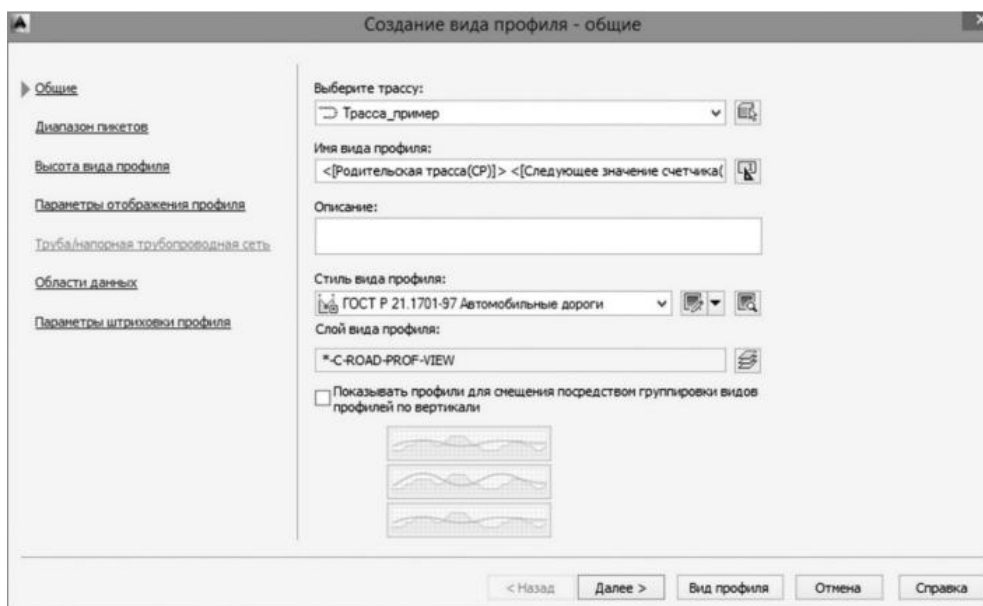 Создание вида профиля - общие
Общие
Диапазон пикетов
Высота вида профиля
Параметры отображения профиля
Труба/напорная трубопроводная сеть
Области данных
Параметры штриховки профиля
Выберите трассу:
Трасса_пример
Имя вида профиля:
<[Родительская трасса(CP)]> <[Следующее значение счетчика(
Описание:
Стиль вида профиля:
ГОСТ Р 21.1701-97 Автомобильные дороги
Слой вида профиля:
*-C-ROAD-PROF-VIEW
Показывать профили для смещения посредством группировки видов
профилей по вертикали
< Назад
Далее >
Вид профиля
Отмена
Справка